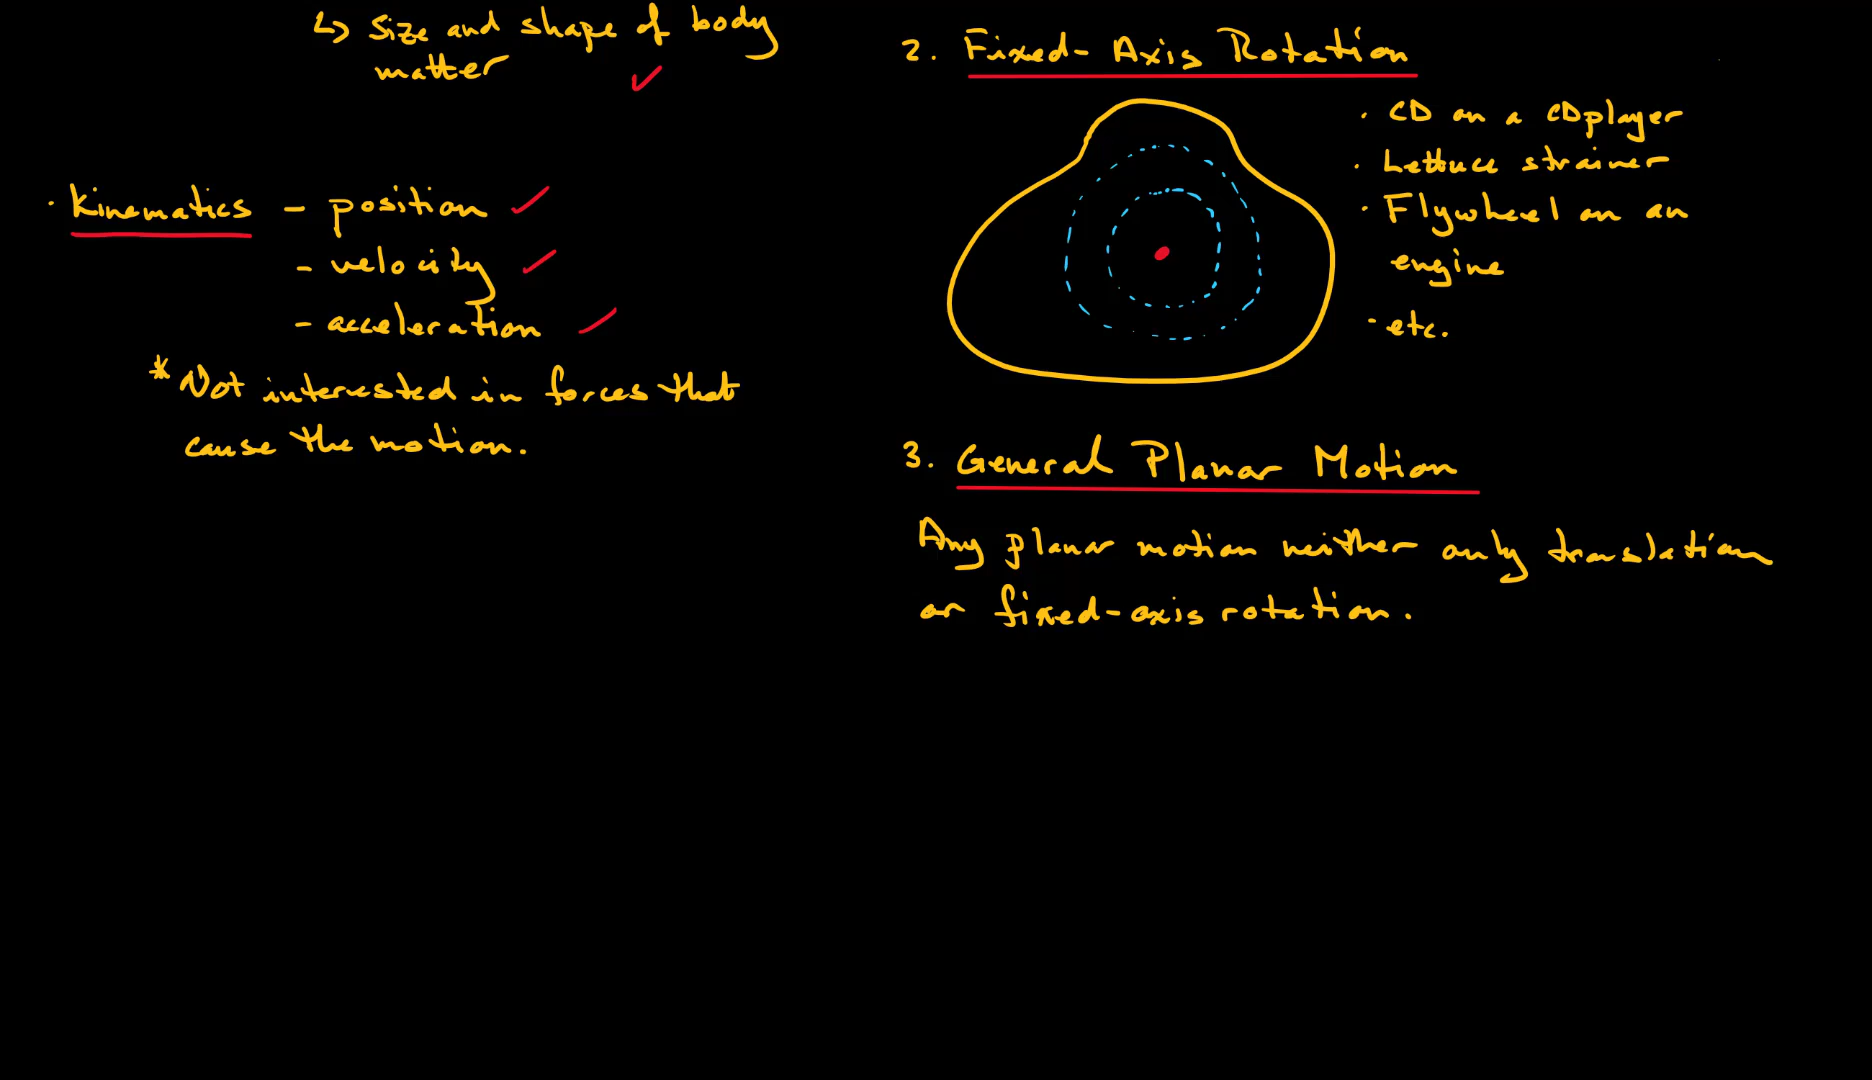 ↳ Size and shape of body
matter
· Kinematics - position
- velocity
- acceleration
* Not interested in forces that
cause the motion.
2. Fixed-Axis Rotation
· CD on a CD player
· Lettuce strainer
· Flywheel on an
engine
· etc.
3. General Planar Motion
Any planar motion neither only translation
or fixed-axis rotation.